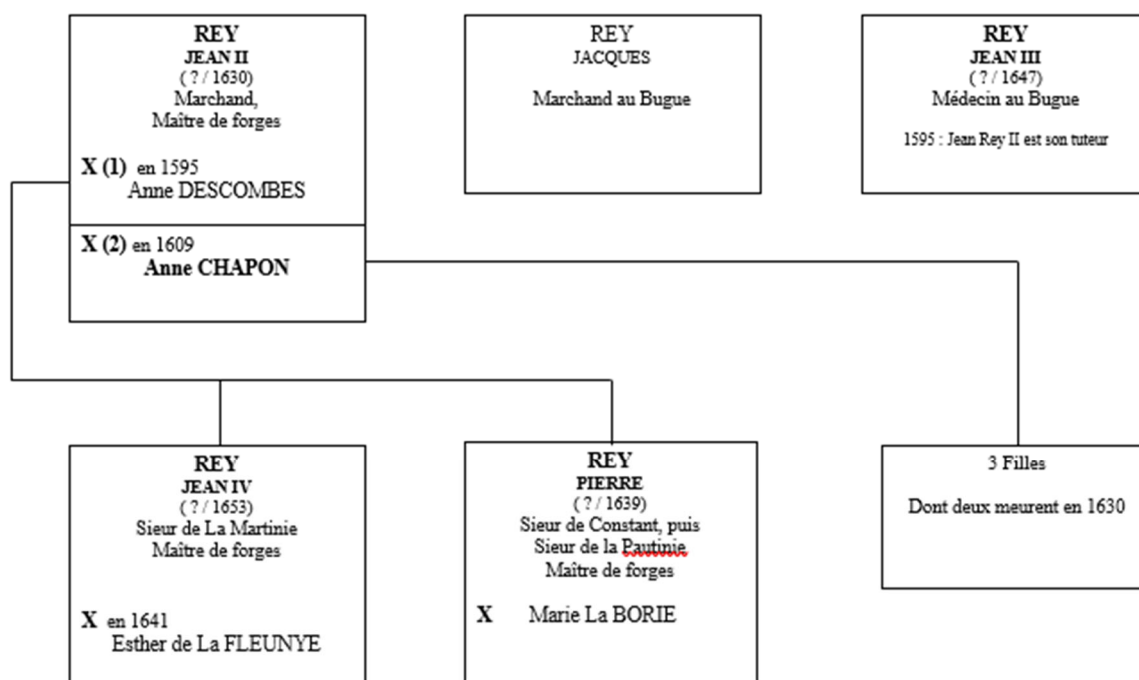 REY
JEAN II
( ? / 1630)
Marchand,
Maître de forges
X (1) en 1595
Anne DESCOMBES
X (2) en 1609
Anne CHAPON
REY
JACQUES
Marchand au Bugue
REY
JEAN III
( ? / 1647)
Médecin au Bugue
1595 : Jean Rey II est son tuteur
REY
JEAN IV
( ? / 1653)
Sieur de La Martinie
Maître de forges
X en 1641
Esther de La FLEUNYE
REY
PIERRE
( ? / 1639)
Sieur de Constant, puis
Sieur de la Pautinie
Maître de forges
X Marie La BORIE
3 Filles
Dont deux meurent en 1630